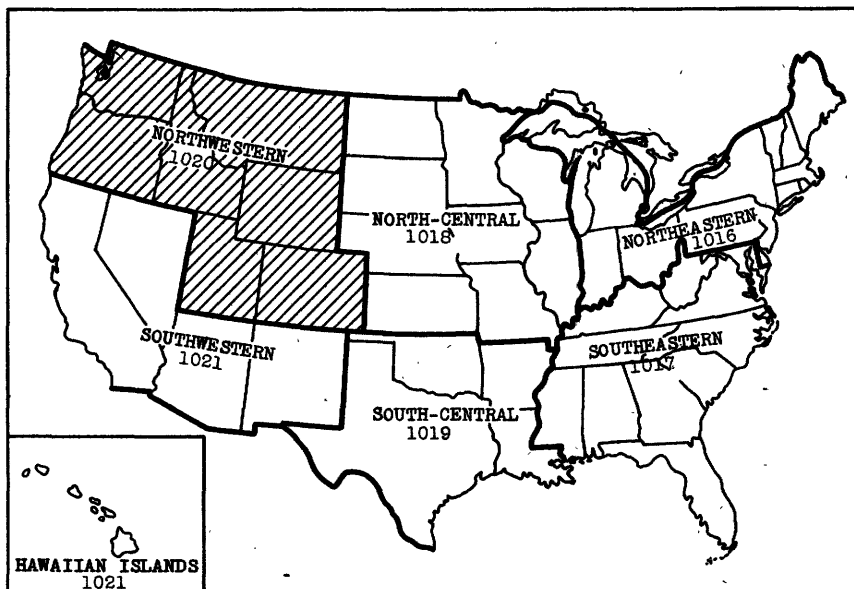 NORTHWESTERN
1020
NORTH-CENTRAL
1018
NORTHEASTERN
1016
SOUTHWESTERN
1021
SOUTHEASTERN
1017
SOUTH-CENTRAL
1019
HAWAIIAN ISLANDS
1021